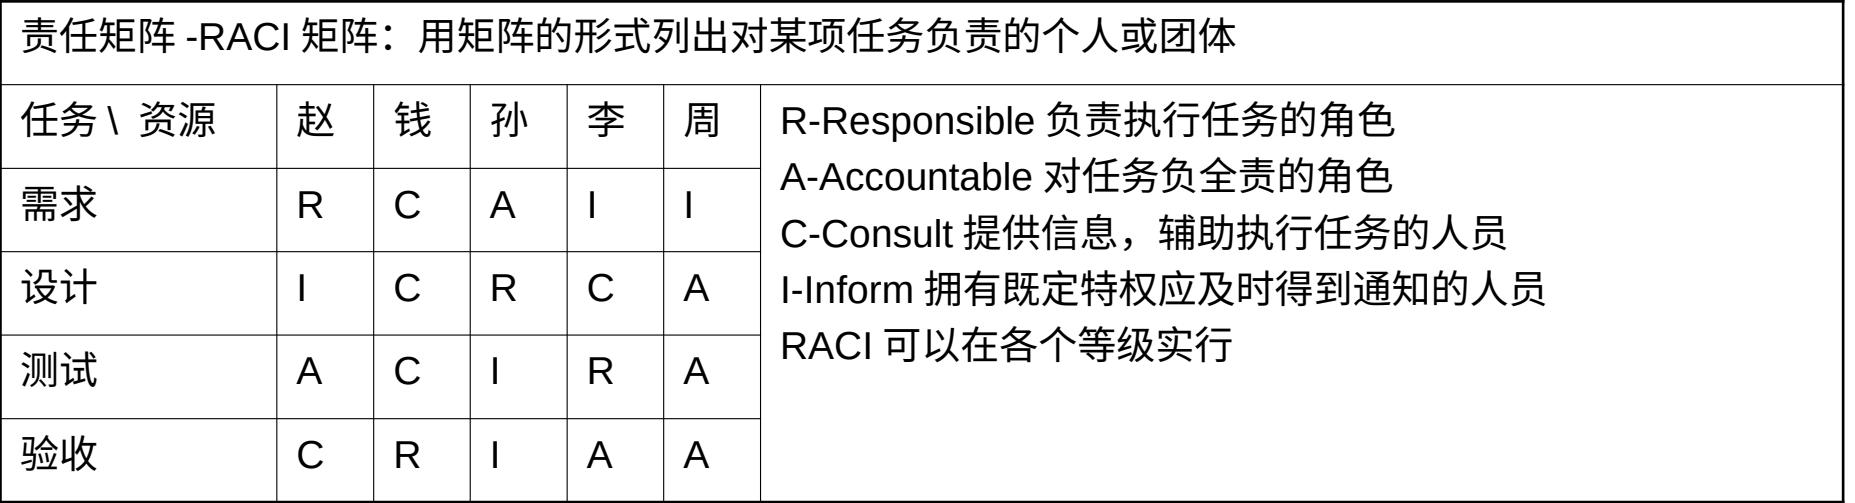 责任矩阵 -RACI 矩阵：用矩阵的形式列出对某项任务负责的个人或团体
任务 \ 资源 赵 钱 孙 李 周
需求 R C A I I
设计 I C R C A
测试 A C I R A
验收 C R I A A
R-Responsible 负责执行任务的角色
A-Accountable 对任务负全责的角色
C-Consult 提供信息，辅助执行任务的人员
I-Inform 拥有既定特权应及时得到通知的人员
RACI 可以在各个等级实行